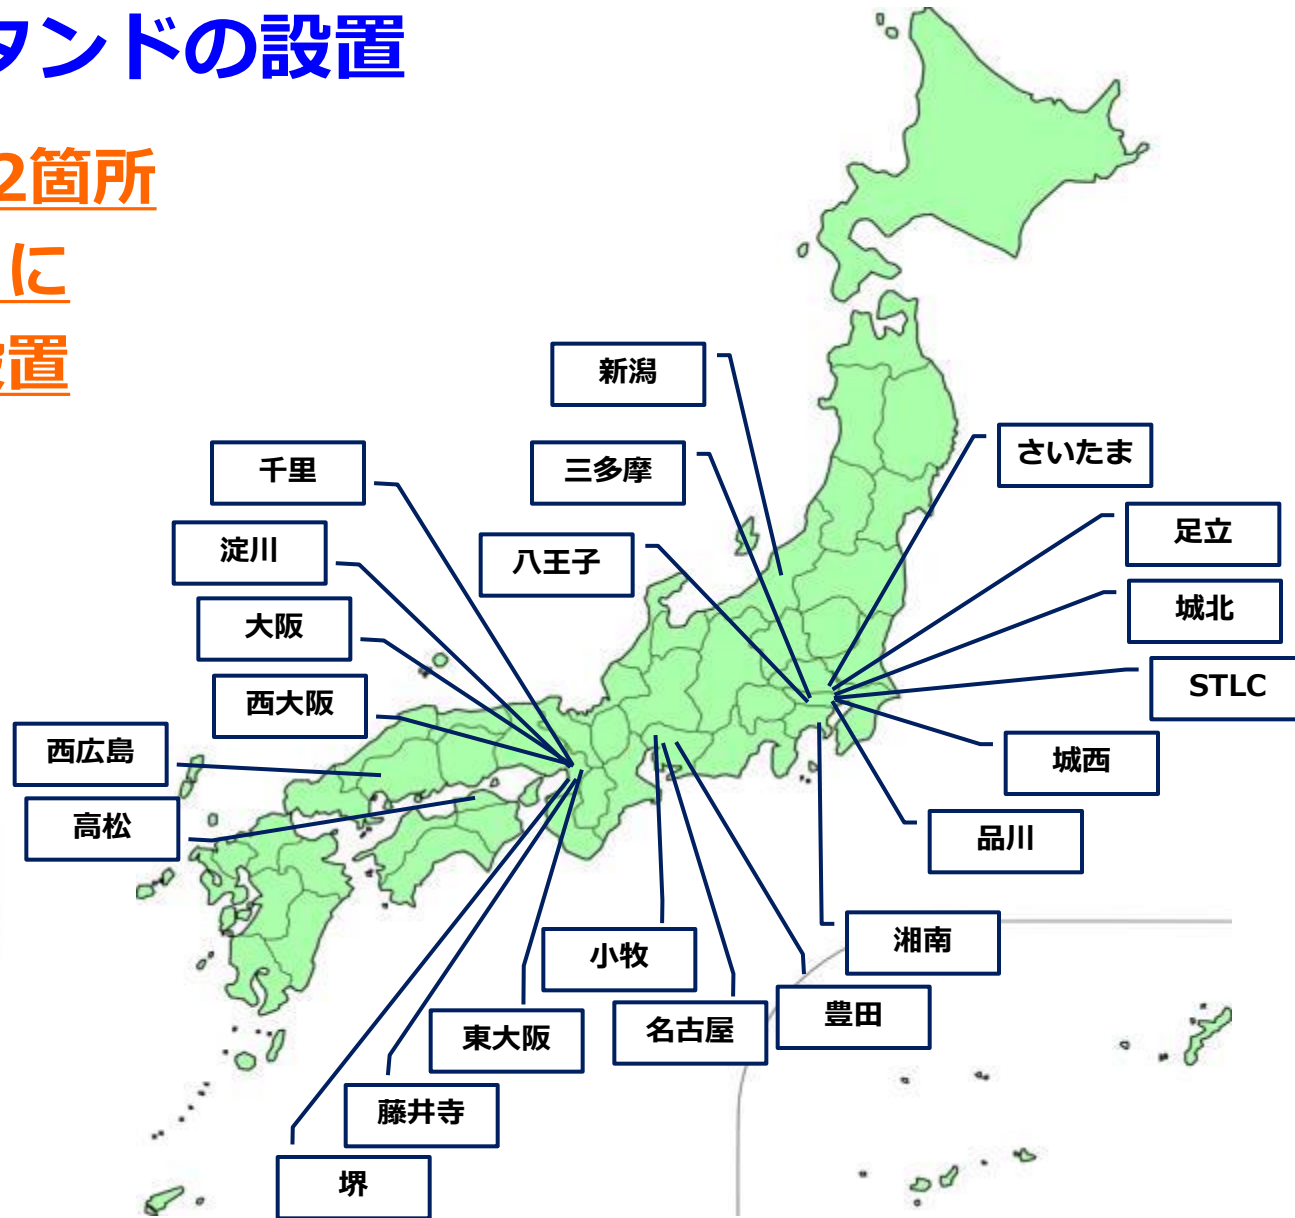 タンドの設置
2箇所
に
設置
新潟
さいたま
千里
三多摩
足立
淀川
八王子
城北
大阪
STLC
西大阪
西広島
城西
高松
品川
湘南
小牧
豊田
名古屋
東大阪
藤井寺
堺